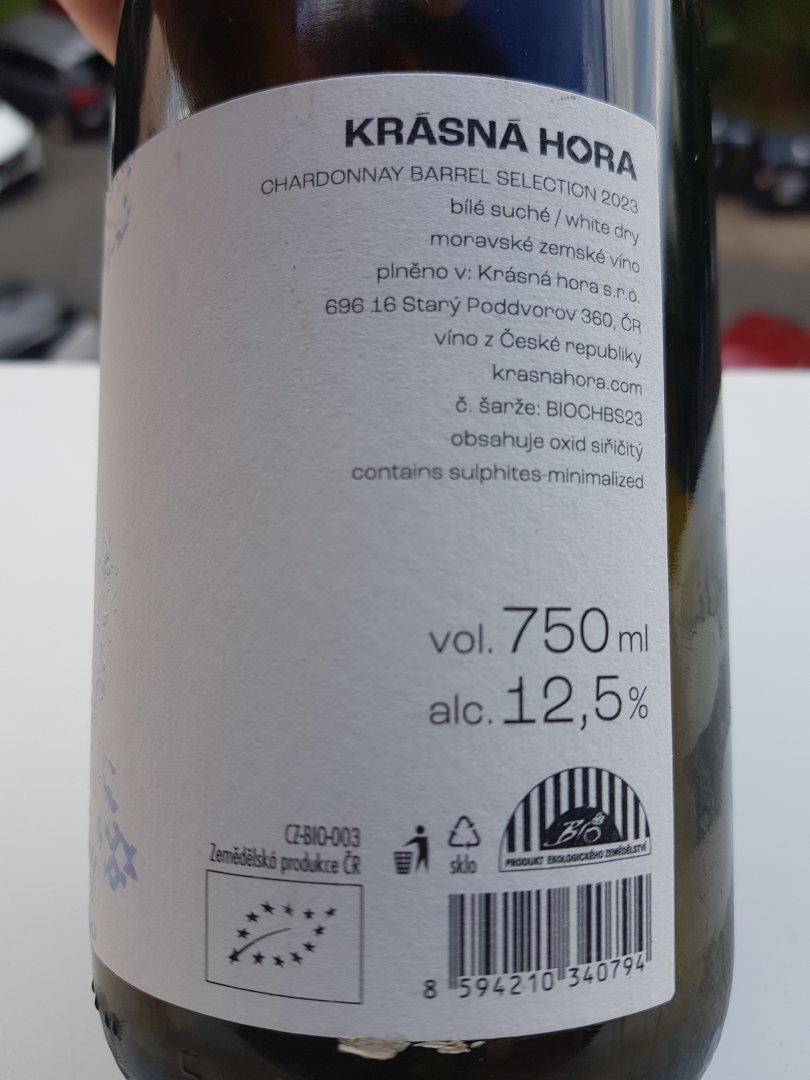 KRÁSNÁ HORA
CHARDONNAY BARREL SELECTION 2023
bílé suché / white dry
moravské zemské víno
plněno v: Krásná hora s.r.o.
696 16 Starý Poddvorov 360, ČR
víno z České republiky
krasnahora.com
č. šarže: BIOCHBS23
obsahuje oxid siřičitý
contains sulphites-minimalized
vol. 750 ml
alc. 12,5%
CZ-BIO-003
Zemědělská produkce ČR
sklo
BIO
PRODUKT EKOLOGICKÉHO ZEMĚDĚLSTVÍ
8 594210 340794